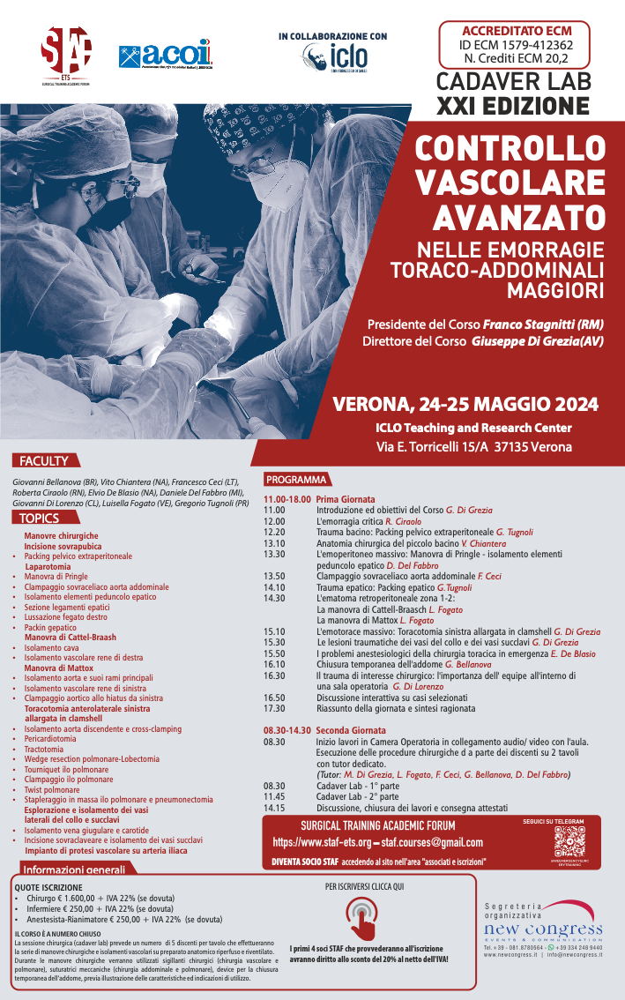 STAF
ETS
SURGICAL TRAINING ACADEMIC FORUM
acoi
IN COLLABORAZIONE CON
iclo
SAN FRANCESCO DI SALES
ACCREDITATO ECM
ID ECM 1579-412362
N. Crediti ECM 20,2
CADAVER LAB
XXI EDIZIONE
CONTROLLO
VASCOLARE
AVANZATO
NELLE EMORRAGIE
TORACO-ADDOMINALI
MAGGIORI
Presidente del Corso Franco Stagnitti (RM)
Direttore del Corso Giuseppe Di Grezia(AV)
VERONA, 24-25 MAGGIO 2024
ICLO Teaching and Research Center
Via E. Torricelli 15/A 37135 Verona
FACULTY
Giovanni Bellanova (BR), Vito Chiantera (NA), Francesco Ceci (LT),
Roberta Ciraolo (RN), Elvio De Blasio (NA), Daniele Del Fabbro (MI),
Giovanni Di Lorenzo (CL), Luisella Fogato (VE), Gregorio Tugnoli (PR)
TOPICS
Manovre chirurgiche
Incisione sovrapubica
• Packing pelvico extraperitoneale
Laparotomia
• Manovra di Pringle
• Clampaggio sovraceliaco aorta addominale
• Isolamento elementi peduncolo epatico
• Sezione legamenti epatici
• Lussazione fegato destro
• Packin gepatico
Manovra di Cattel-Braash
• Isolamento cava
• Isolamento vascolare rene di destra
Manovra di Mattox
• Isolamento aorta e suoi rami principali
• Isolamento vascolare rene di sinistra
• Clampaggio aortico allo hiatus da sinistra
Toracotomia anterolaterale sinistra
allargata in clamshell
• Isolamento aorta discendente e cross-clamping
• Pericardiotomia
• Tractotomia
• Wedge resection polmonare-Lobectomia
• Tourniquet ilo polmonare
• Clampaggio ilo polmonare
• Twist polmonare
• Stapleraggio in massa ilo polmonare e pneumonectomia
Esplorazione e isolamento dei vasi
laterali del collo e succlavi
• Isolamento vena giugulare e carotide
• Incisione sovraclaveare e isolamento dei vasi succlavi
Impianto di protesi vascolare su arteria iliaca
PROGRAMMA
11.00-18.00 Prima Giornata
11.00 Introduzione ed obiettivi del Corso G. Di Grezia
12.00 L'emorragia critica R. Ciraolo
12.20 Trauma bacino: Packing pelvico extraperitoneale G. Tugnoli
13.10 Anatomia chirurgica del piccolo bacino V. Chiantera
13.30 L'emoperitoneo massivo: Manovra di Pringle - isolamento elementi
peduncolo epatico D. Del Fabbro
13.50 Clampaggio sovraceliaco aorta addominale F. Ceci
14.10 Trauma epatico: Packing epatico G.Tugnoli
14.30 L'ematoma retroperitoneale zona 1-2:
La manovra di Cattell-Braasch L. Fogato
La manovra di Mattox L. Fogato
15.10 L'emotorace massivo: Toracotomia sinistra allargata in clamshell G. Di Grezia
15.30 Le lesioni traumatiche dei vasi del collo e dei vasi succlavi G. Di Grezia
15.50 I problemi anestesiologici della chirurgia toracica in emergenza E. De Blasio
16.10 Chiusura temporanea dell'addome G. Bellanova
16.30 Il trauma di interesse chirurgico: l'importanza dell' equipe all'interno di
una sala operatoria G. Di Lorenzo
16.50 Discussione interattiva su casi selezionati
17.30 Riassunto della giornata e sintesi ragionata
08.30-14.30 Seconda Giornata
08.30 Inizio lavori in Camera Operatoria in collegamento audio/ video con l'aula.
Esecuzione delle procedure chirurgiche d a parte dei discenti su 2 tavoli
con tutor dedicato.
(Tutor: M. Di Grezia, L. Fogato, F. Ceci, G. Bellanova, D. Del Fabbro)
08.30 Cadaver Lab - 1° parte
11.45 Cadaver Lab - 2° parte
14.15 Discussione, chiusura dei lavori e consegna attestati
SURGICAL TRAINING ACADEMIC FORUM
https://www.staf-ets.org – staf.courses@gmail.com
DIVENTA SOCIO STAF accedendo al sito nell'area "associati e iscrizioni"
SEGUICI SU TELEGRAM
Informazioni generali
QUOTE ISCRIZIONE
• Chirurgo € 1.600,00 + IVA 22% (se dovuta)
• Infermiere € 250,00 + IVA 22% (se dovuta)
• Anestesista-Rianimatore € 250,00 + IVA 22% (se dovuta)
IL CORSO È A NUMERO CHIUSO
La sessione chirurgica (cadaver lab) prevede un numero di 5 discenti per tavolo che effettueranno
la serie di manovre chirurgiche e isolamenti vascolari su preparato anatomico riperfuso e riventilato.
Durante le manovre chirurgiche verranno utilizzati sigillanti chirurgici (chirurgia vascolare e
polmonare), suturatrici meccaniche (chirurgia addominale e polmonare), device per la chiusura
temporanea dell'addome, previa illustrazione delle caratteristiche ed indicazioni di utilizzo.
PER ISCRIVERSI CLICCA QUI
I primi 4 soci STAF che provvederanno all'iscrizione
avranno diritto allo sconto del 20% al netto dell'IVA!
Segreteria
organizzativa
new congress
EVENTS & COMMUNICATION
Tel. +39 - 081.8780564 - +39 334 248 9440
www.newcongress.it | info@newcongress.it